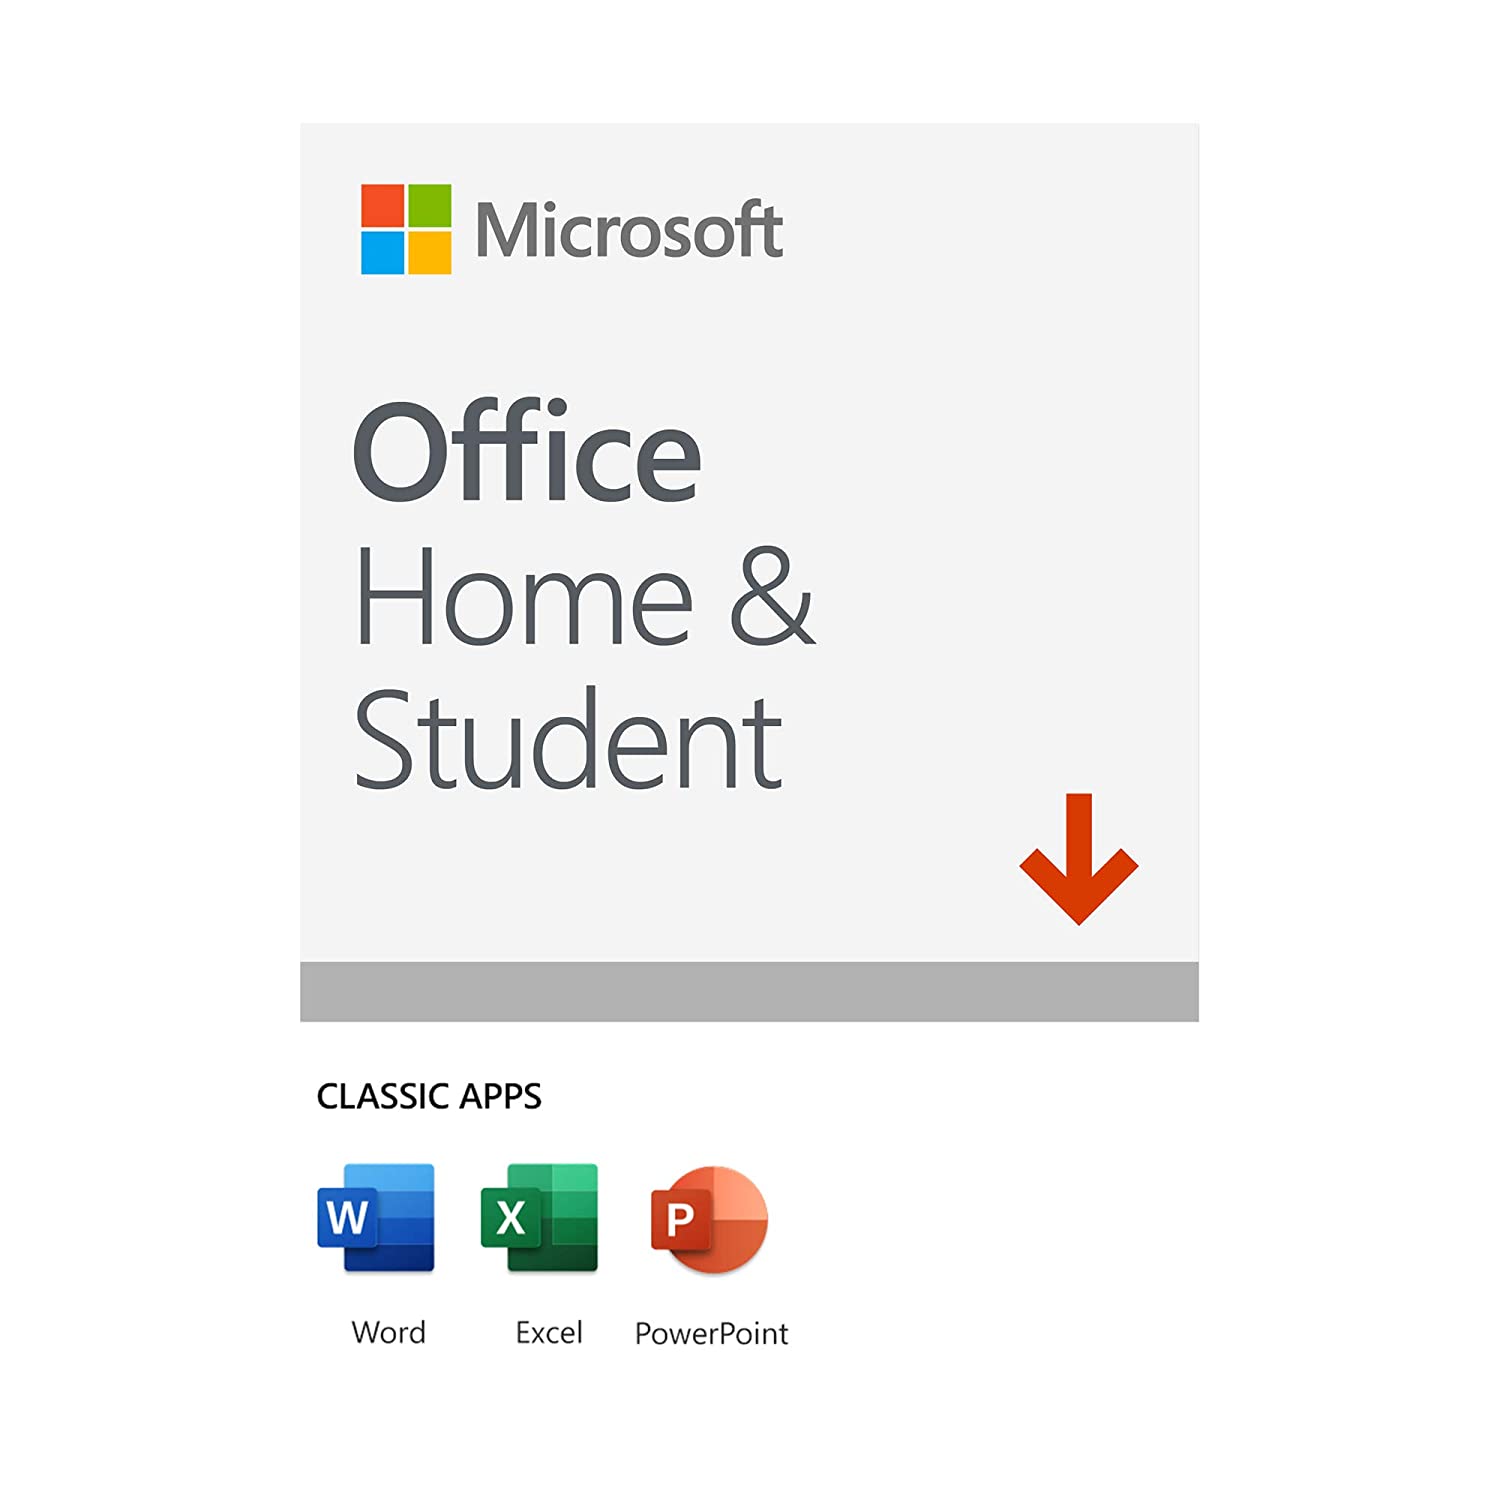 Microsoft
Office
Home &
Student
CLASSIC APPS
W X P
Word Excel PowerPoint